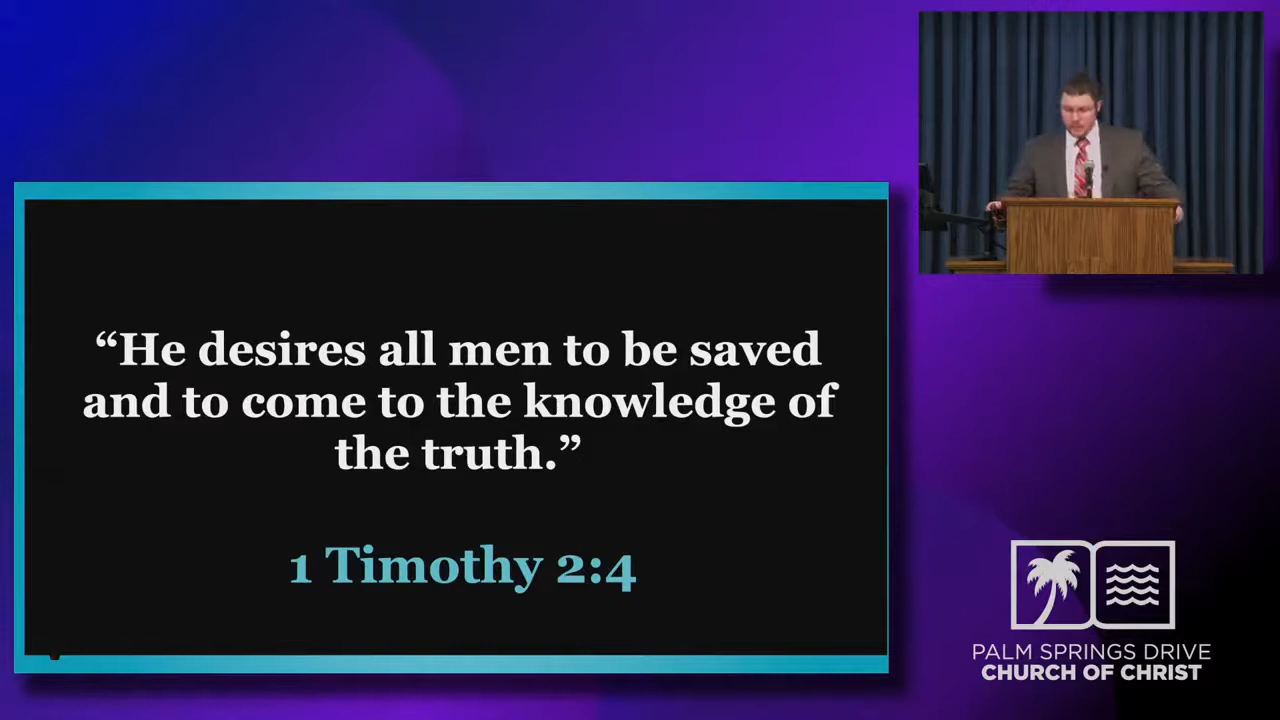 “He desires all men to be saved
and to come to the knowledge of
the truth.”
1 Timothy 2:4
PALM SPRINGS DRIVE
CHURCH OF CHRIST